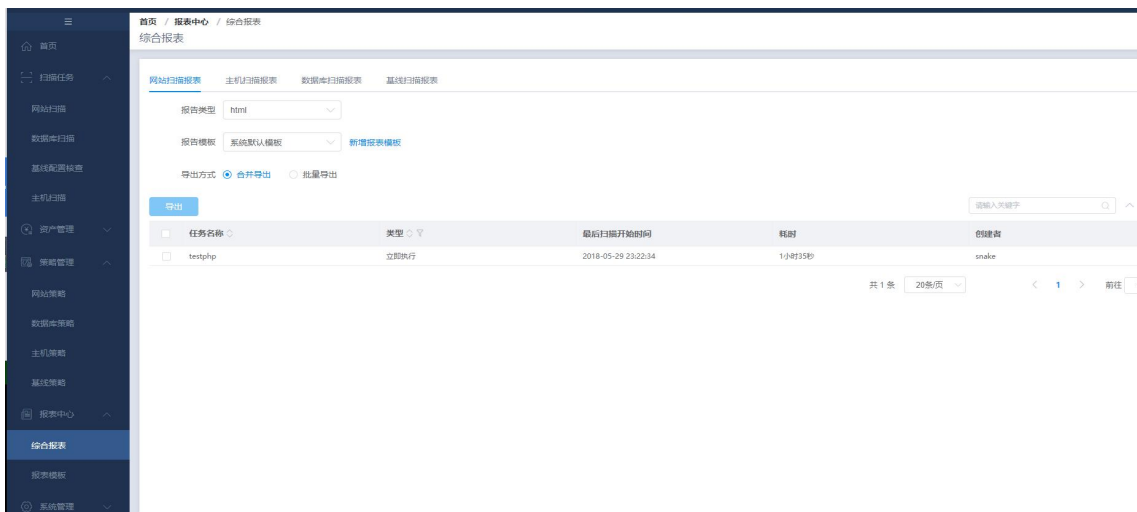 首页 / 报表中心 / 综合报表
综合报表
首页
扫描任务
网站扫描
数据库扫描
基线配置核查
主机扫描
资产管理
策略管理
网站策略
数据库策略
主机策略
基线策略
报表中心
综合报表
报表模板
系统管理
网站扫描报表 主机扫描报表 数据库扫描报表 基线扫描报表
报告类型 html
报告模板 系统默认模板 新增报表模板
导出方式 合并导出 批量导出
导出 请输入关键字
任务名称 类型 最后扫描开始时间 耗时 创建者
testphp 立即执行 2018-05-29 23:22:34 1小时35秒 snake
共 1 条 20条/页 1 前往